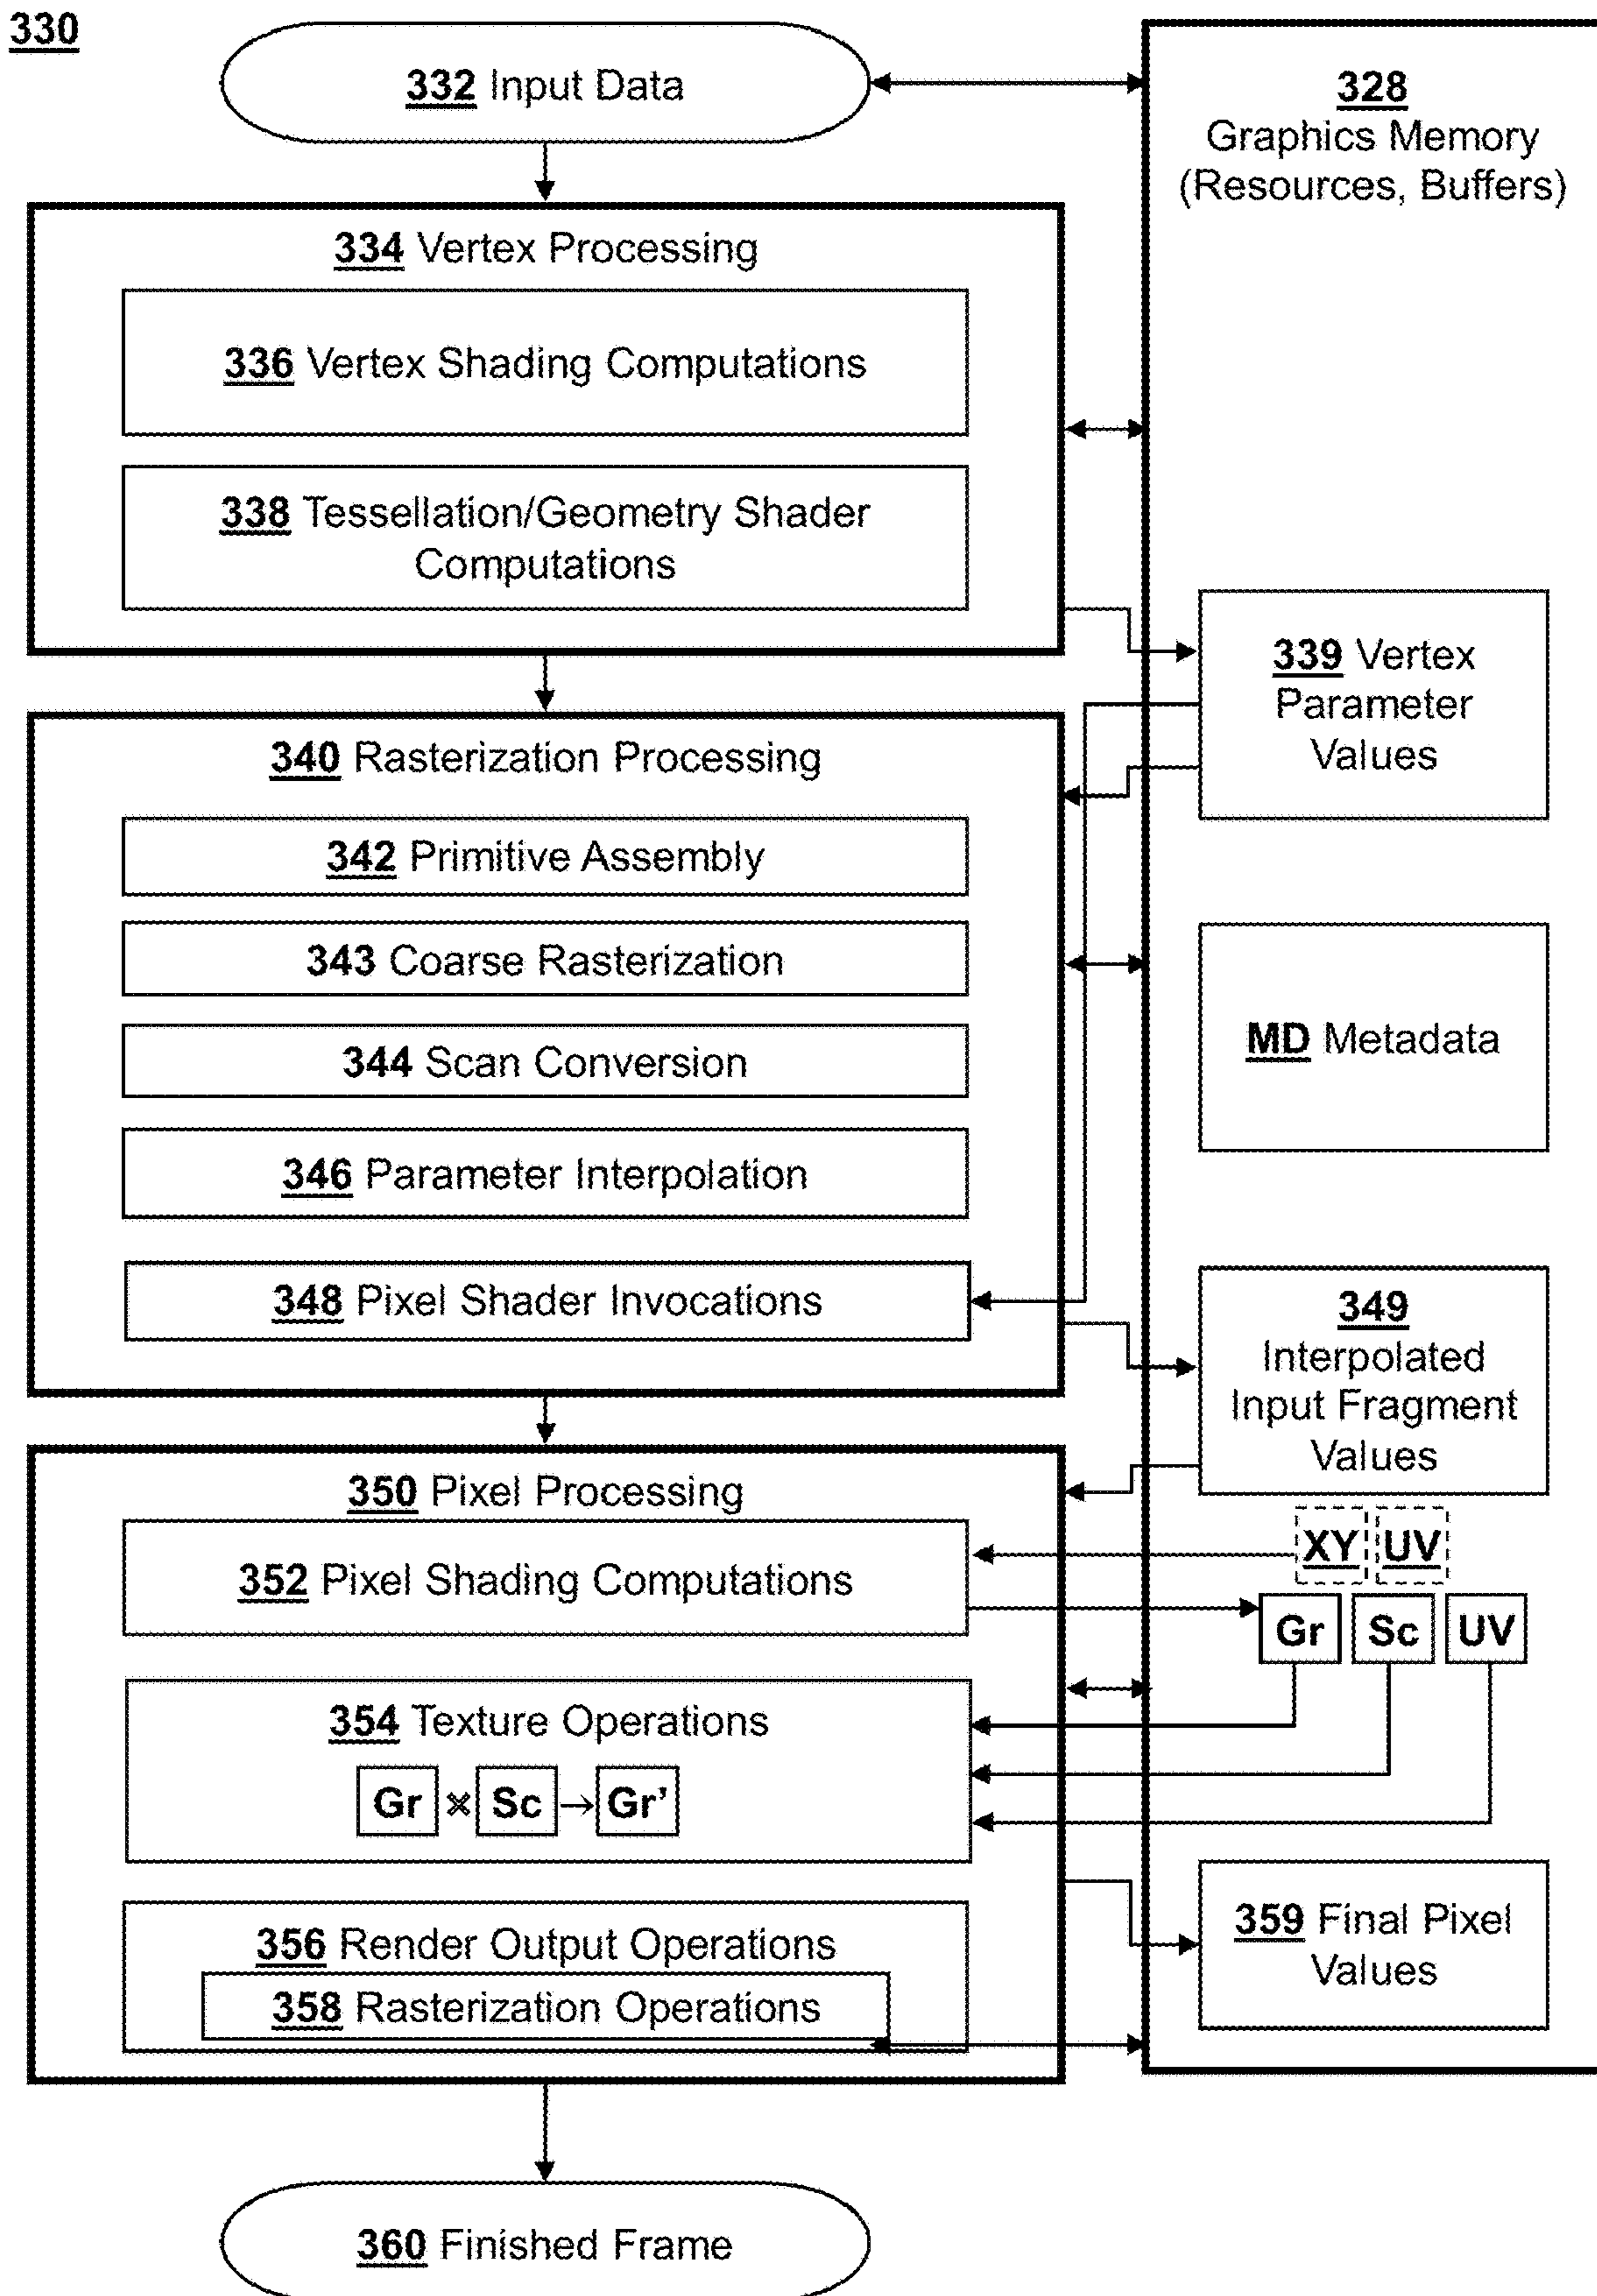 330
332 Input Data
328
Graphics Memory
(Resources, Buffers)
334 Vertex Processing
336 Vertex Shading Computations
338 Tessellation/Geometry Shader
Computations
339 Vertex
Parameter
Values
340 Rasterization Processing
342 Primitive Assembly
343 Coarse Rasterization
344 Scan Conversion
346 Parameter Interpolation
348 Pixel Shader Invocations
MD Metadata
349
Interpolated
Input Fragment
Values
350 Pixel Processing
352 Pixel Shading Computations
XY UV
Gr Sc UV
354 Texture Operations
Gr × Sc → Gr’
356 Render Output Operations
358 Rasterization Operations
359 Final Pixel
Values
360 Finished Frame